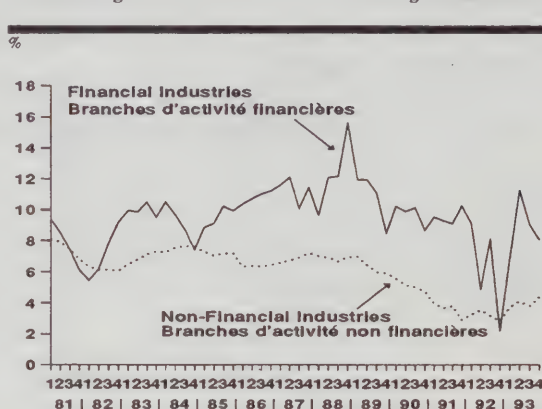 %
18
Financial Industries
Branches d'activité financières
16
14
12
10
8
6
4
Non-Financial Industries
Branches d'activité non financières
2
0
1234123412341234123412341234123412341234123412341234
81 | 82 | 83 | 84 | 85 | 86 | 87 | 88 | 89 | 90 | 91 | 92 | 93